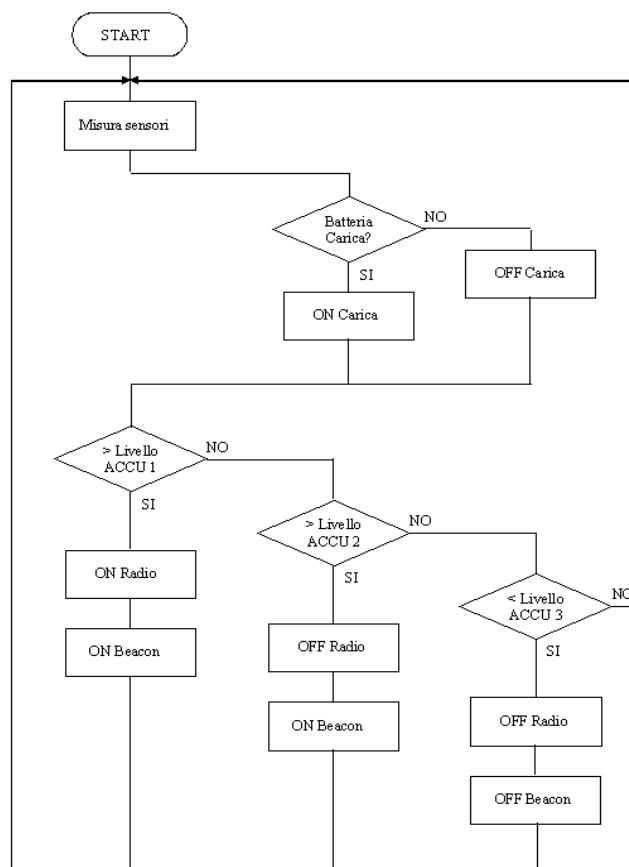 START
Misura sensori
Batteria
Carica?
NO
SI
OFF Carica
ON Carica
> Livello
ACCU 1
NO
SI
> Livello
ACCU 2
NO
SI
< Livello
ACCU 3
NO
SI
ON Radio
ON Beacon
OFF Radio
ON Beacon
OFF Radio
OFF Beacon